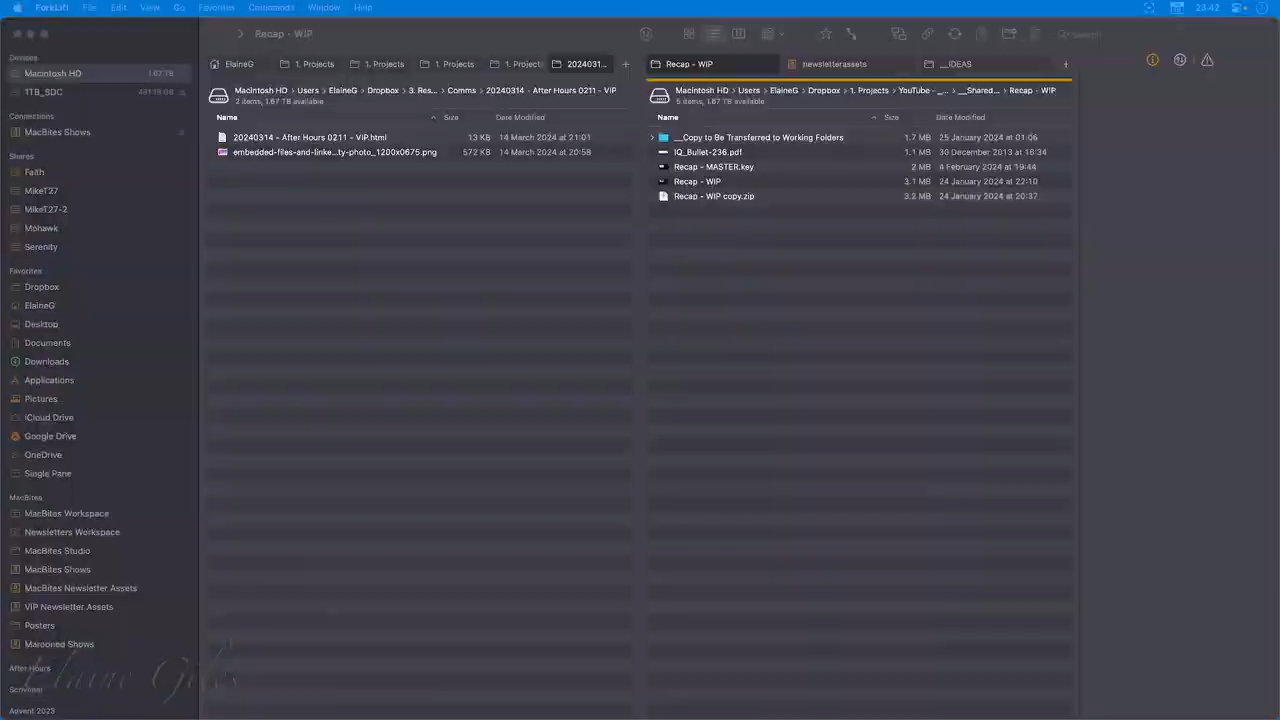 ForkLift File Edit View Go Favorites Commands Window Help
23:42
Recap - WIP
Search
Devices
Macintosh HD 1.67 TB
1TB_SDC
Connections
MacBites Shows
Shares
Faith
MikeT27
MikeT27-2
Mohawk
Serenity
Favorites
Dropbox
ElaineG
Desktop
Documents
Downloads
Applications
Pictures
iCloud Drive
Google Drive
OneDrive
Single Pane
MacBites
MacBites Workspace
Newsletters Workspace
MacBites Studio
MacBites Shows
MacBites Newsletter Assets
VIP Newsletter Assets
Posters
Marooned Shows
After Hours
Scrivener
Advent 2023
Elaine Giles
ElaineG 1. Projects 1. Projects 1. Projects 1. Projects 2024031... +
Macintosh HD > Users > ElaineG > Dropbox > 3. Res... > Comms > 20240314 - After Hours 0211 - VIP
2 items, 1.67 TB available
Name Size Date Modified
20240314 - After Hours 0211 - VIP.html 13 KB 14 March 2024 at 21:01
embedded-files-and-linke...ty-photo_1200x0675.png 572 KB 14 March 2024 at 20:58
Recap - WIP newsletterassets __IDEAS +
Macintosh HD > Users > ElaineG > Dropbox > 1. Projects > YouTube - _... > __Shared... > Recap - WIP
5 items, 1.67 TB available
Name Size Date Modified
__Copy to Be Transferred to Working Folders 1.7 MB 25 January 2024 at 01:06
IQ_Bullet-236.pdf 1.1 MB 30 December 2013 at 16:34
Recap - MASTER.key 2 MB 4 February 2024 at 19:44
Recap - WIP 3.1 MB 24 January 2024 at 22:10
Recap - WIP copy.zip 3.2 MB 24 January 2024 at 20:37